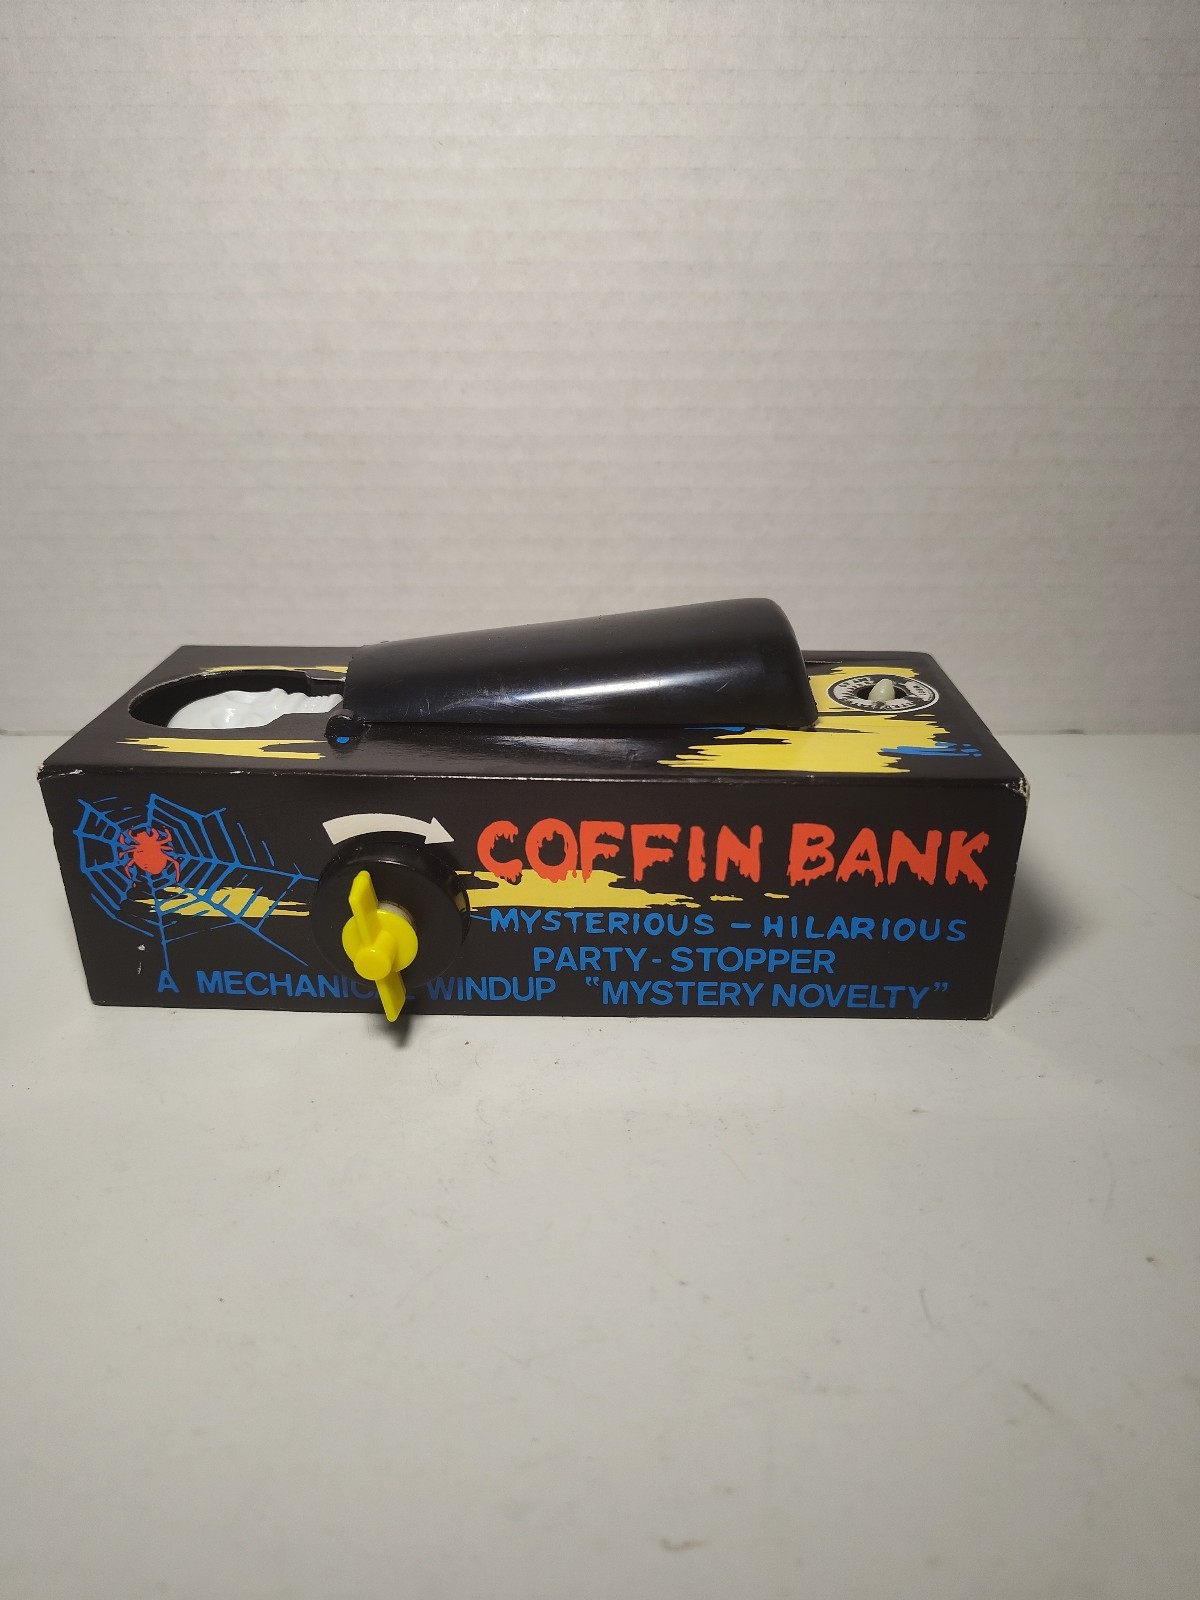 COFFIN BANK
MYSTERIOUS - HILARIOUS
PARTY-STOPPER
A MECHANICAL WINDUP "MYSTERY NOVELTY"